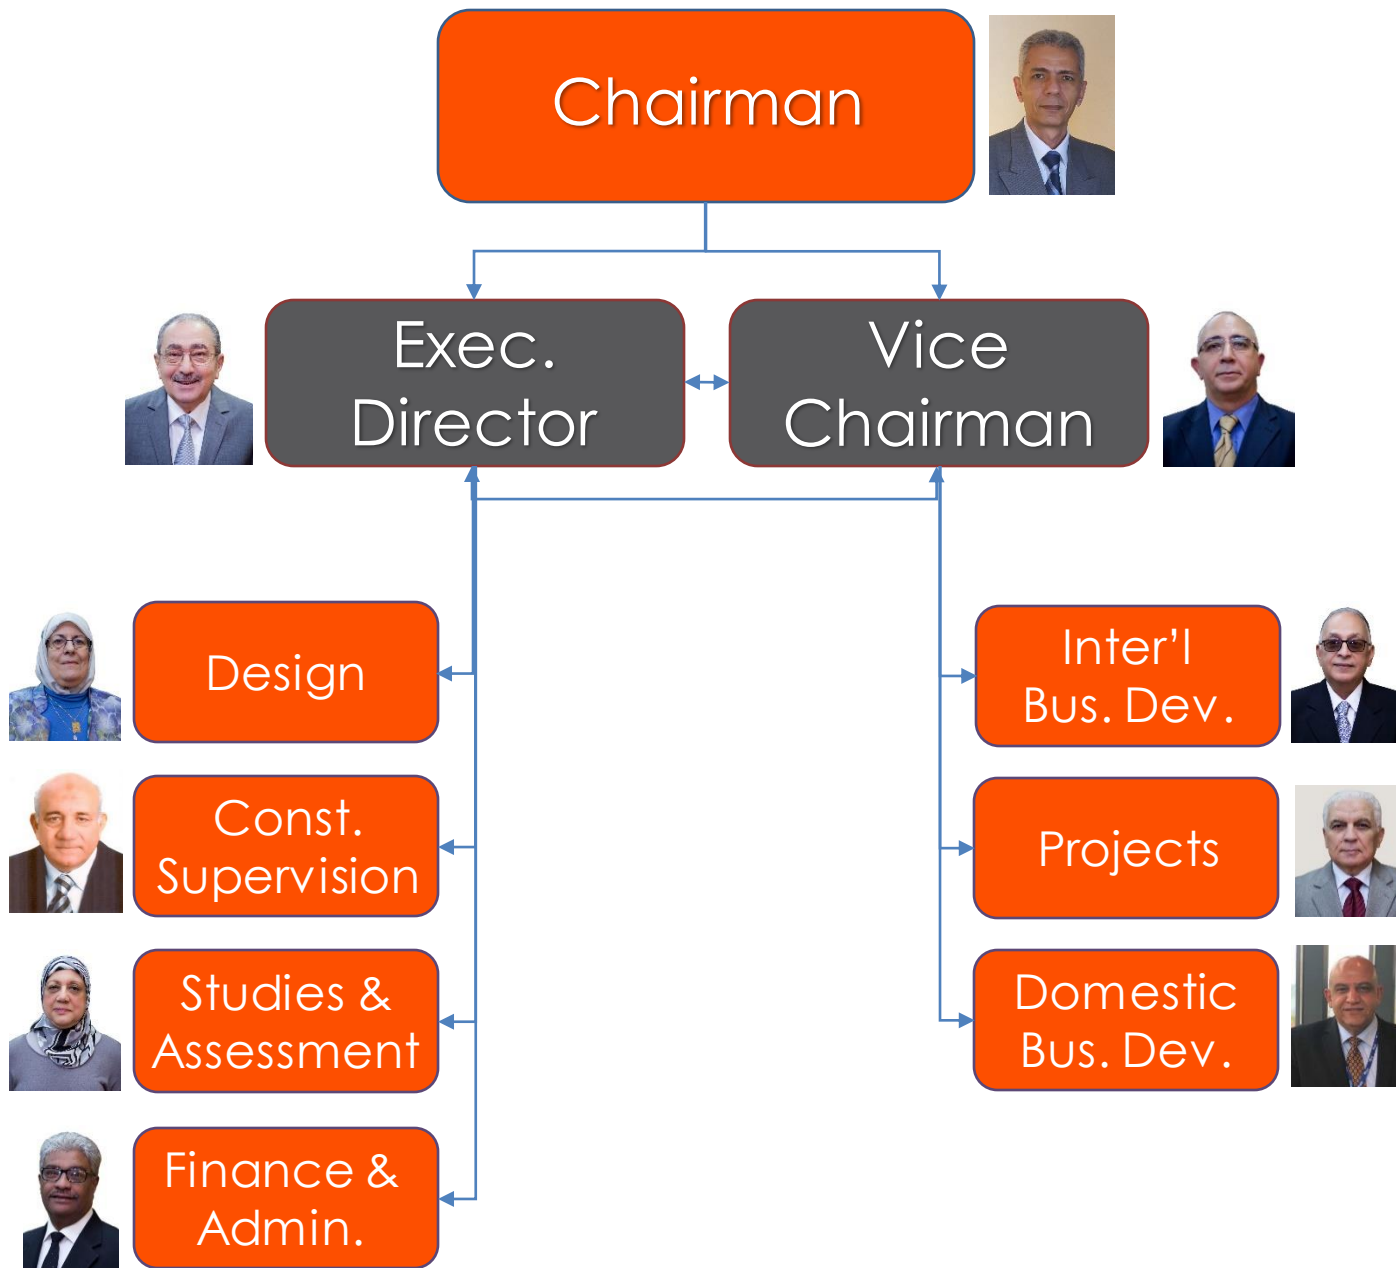 Chairman
Exec.
Director
Vice
Chairman
Design
Const.
Supervision
Studies &
Assessment
Finance &
Admin.
Inter’l
Bus. Dev.
Projects
Domestic
Bus. Dev.